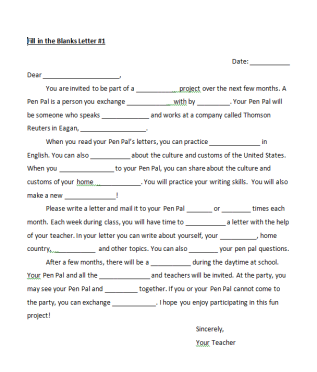 Fill in the Blanks Letter #1
Date: ____________
Dear ______________________,
You are invited to be part of a _____________ project over the next few months. A
Pen Pal is a person you exchange ______________ with by _________. Your Pen Pal will
be someone who speaks ______________ and works at a company called Thomson
Reuters in Eagan, ___________________.
When you read your Pen Pal's letters, you can practice _______________ in
English. You can also ____________ about the culture and customs of the United States.
When you ________________ to your Pen Pal, you can share about the culture and
customs of your home _____________. You will practice your writing skills. You will also
make a new _______________!
Please write a letter and mail it to your Pen Pal _______ or ________ times each
month. Each week during class, you will have time to ___________ a letter with the help
of your teacher. In your letter you can write about yourself, your ___________, home
country, _____________ and other topics. You can also ________ your pen pal questions.
After a few months, there will be a ____________ during the daytime at school.
Your Pen Pal and all the ______________ and teachers will be invited. At the party, you
may see your Pen Pal and __________ together. If you or your Pen Pal cannot come to
the party, you can exchange _____________. I hope you enjoy participating in this fun
project!
Sincerely,
Your Teacher